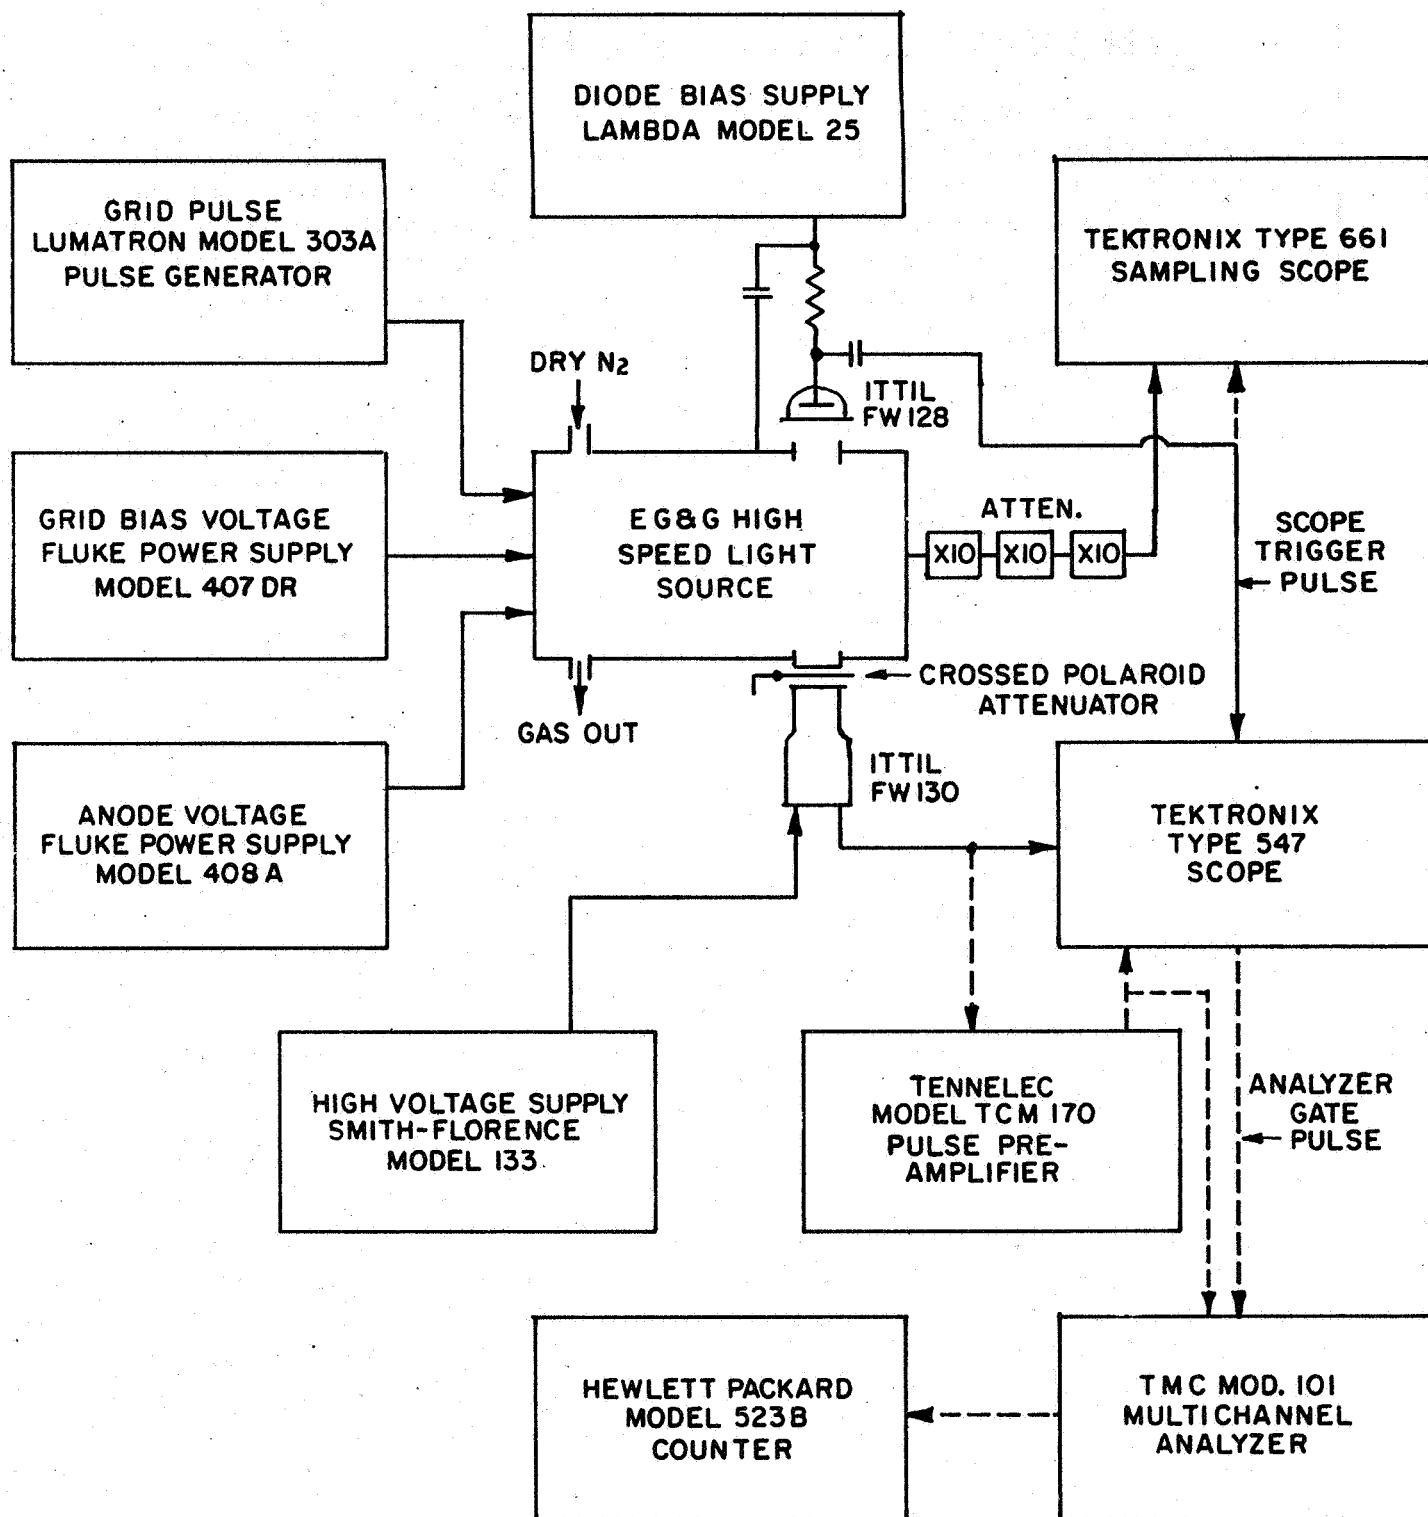 DIODE BIAS SUPPLY
LAMBDA MODEL 25
GRID PULSE
LUMATRON MODEL 303A
PULSE GENERATOR
TEKTRONIX TYPE 661
SAMPLING SCOPE
DRY N2
ITTIL
FW128
GRID BIAS VOLTAGE
FLUKE POWER SUPPLY
MODEL 407 DR
EG&G HIGH
SPEED LIGHT
SOURCE
ATTEN.
X10 X10 X10
SCOPE
TRIGGER
PULSE
CROSSED POLAROID
ATTENUATOR
GAS OUT
ITTIL
FW130
ANODE VOLTAGE
FLUKE POWER SUPPLY
MODEL 408 A
TEKTRONIX
TYPE 547
SCOPE
HIGH VOLTAGE SUPPLY
SMITH-FLORENCE
MODEL 133
TENNELEC
MODEL TCM 170
PULSE PRE-
AMPLIFIER
ANALYZER
GATE
PULSE
HEWLETT PACKARD
MODEL 523B
COUNTER
TMC MOD. 101
MULTICHANNEL
ANALYZER